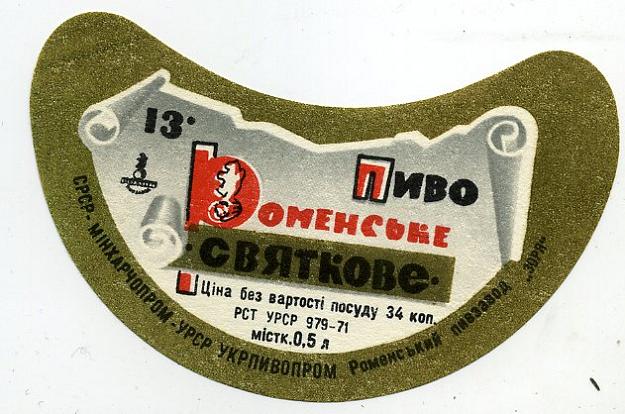 13°
Пиво
Роменське
·святкове·
Ціна без вартості посуду 34 коп.
РСТ УРСР 979-71
містк. 0,5 л
СРСР - МІНХАРЧОПРОМ - УРСР УКРПИВОПРОМ Роменський пивзавод „Зоря"